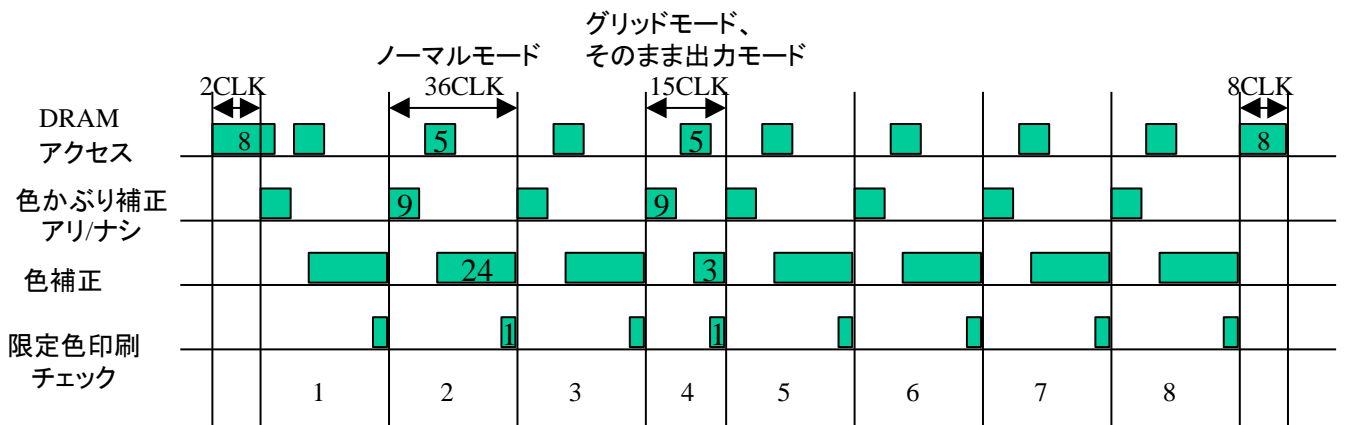 グリッドモード、
ノーマルモード そのまま出力モード
2CLK 36CLK 15CLK 8CLK
DRAM
アクセス
8 5 5 8
色かぶり補正
アリ/ナシ
9 9
色補正
24 3
限定色印刷
チェック
1 1
1 2 3 4 5 6 7 8